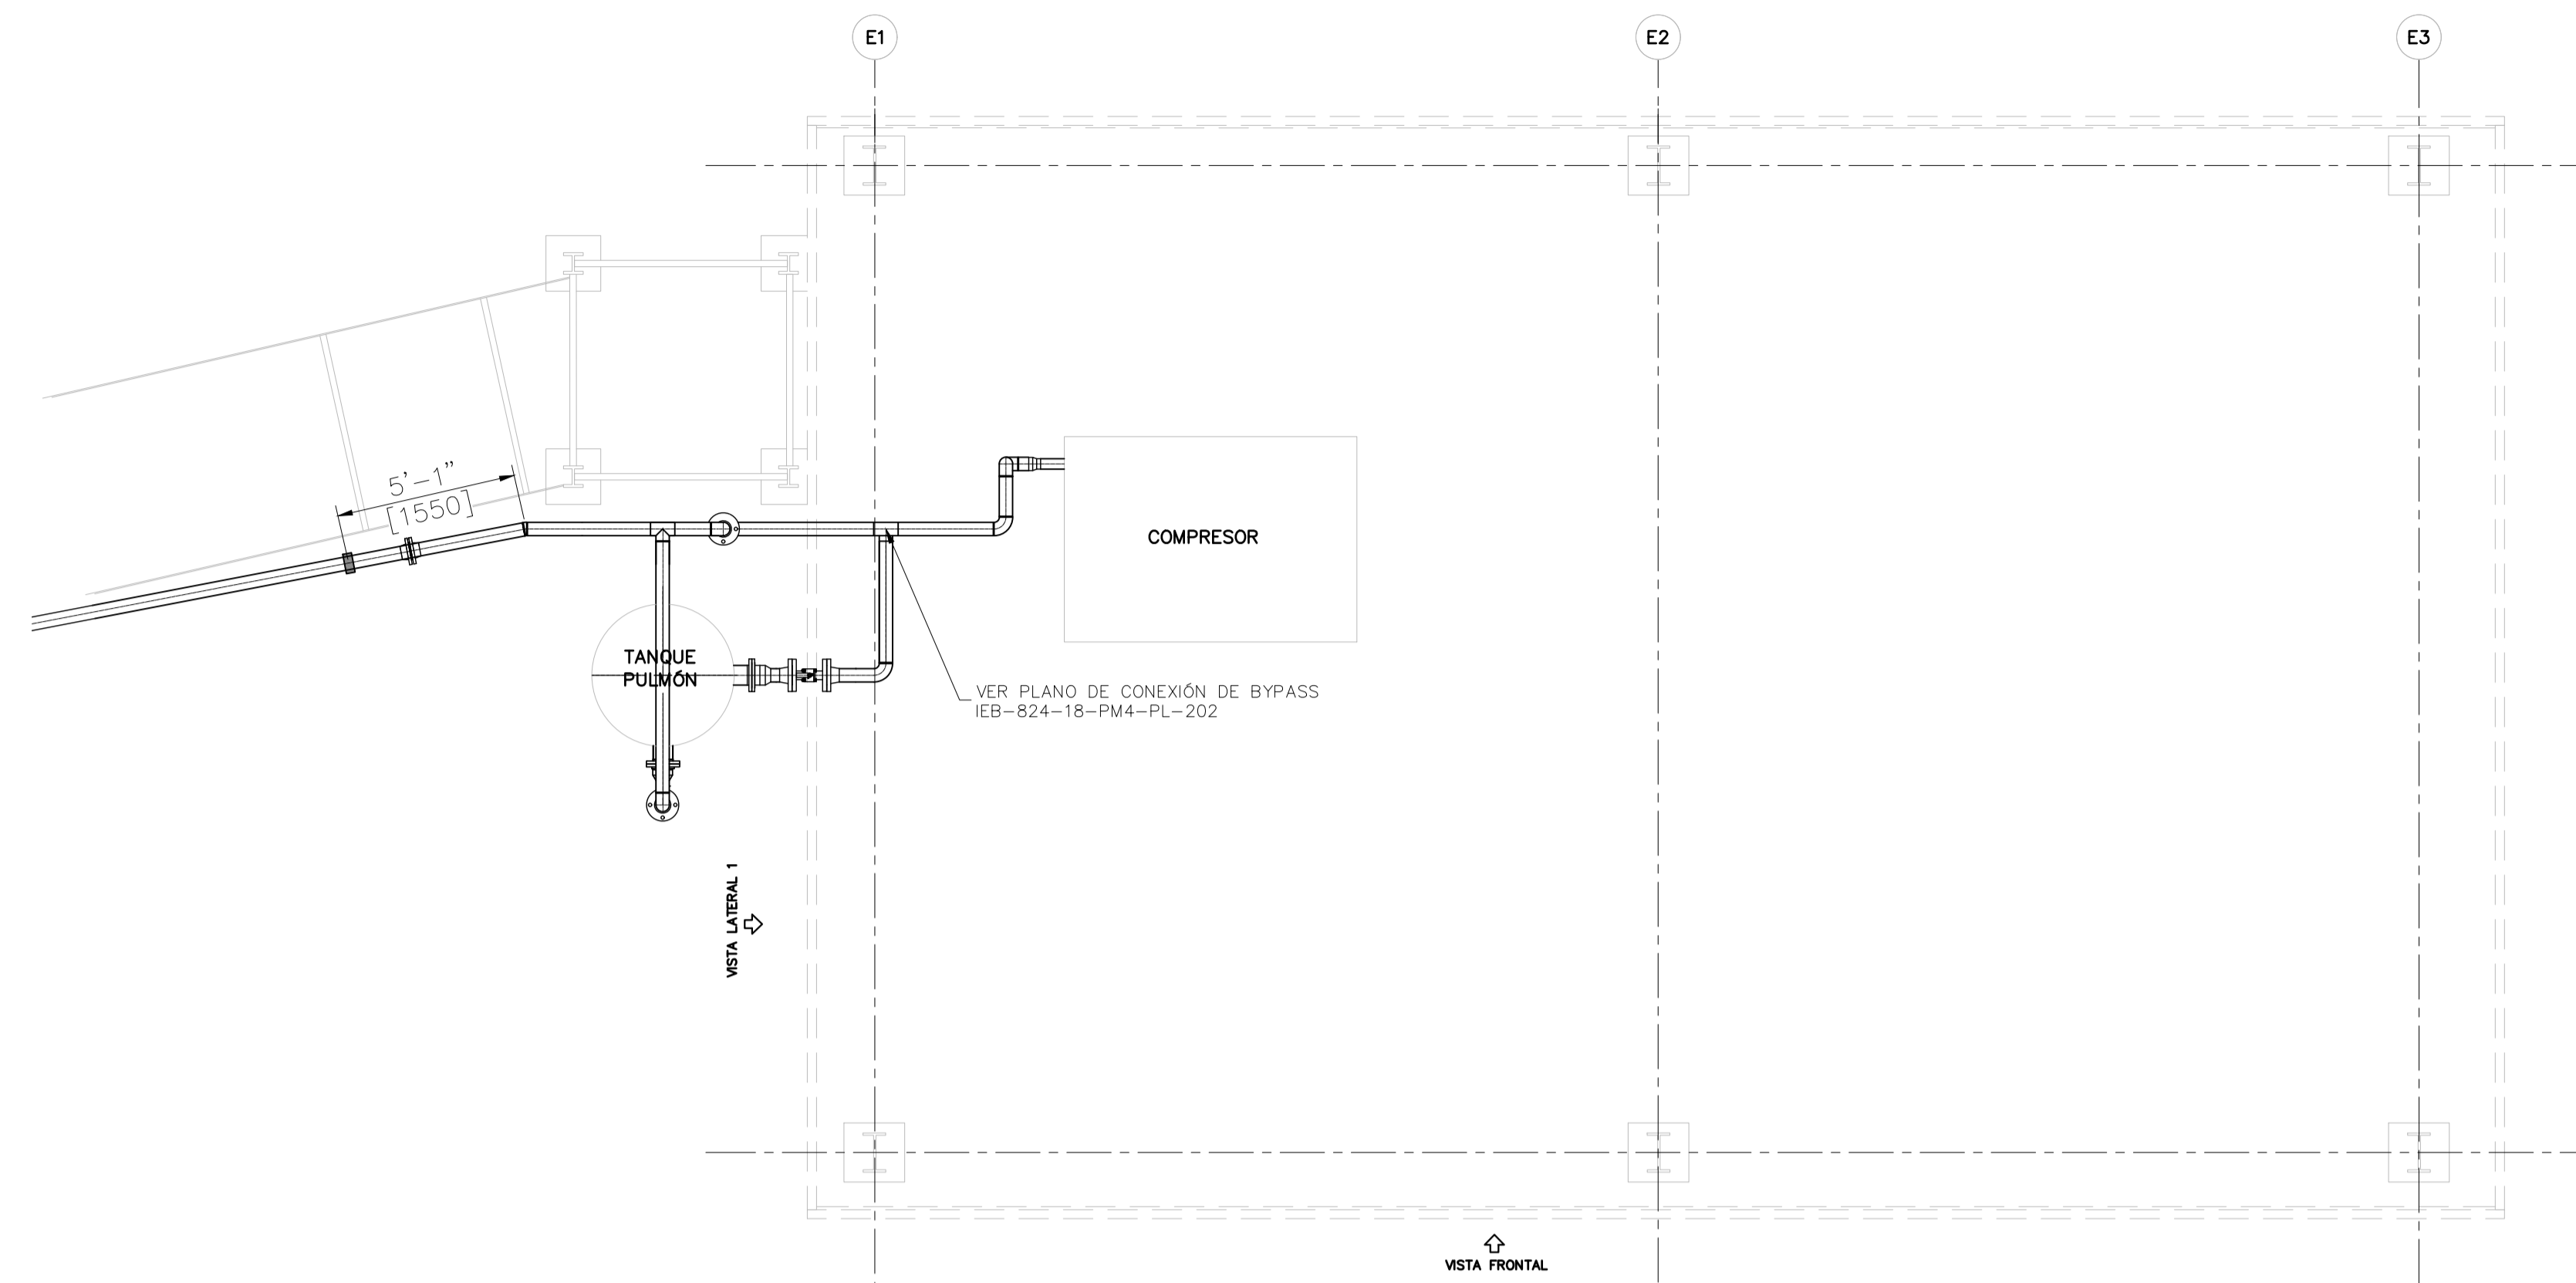 E1
E2
E3
5'-1"
[1550]
COMPRESOR
TANQUE
PULMÓN
VER PLANO DE CONEXIÓN DE BYPASS
IEB-824-18-PM4-PL-202
VISTA LATERAL 1
VISTA FRONTAL